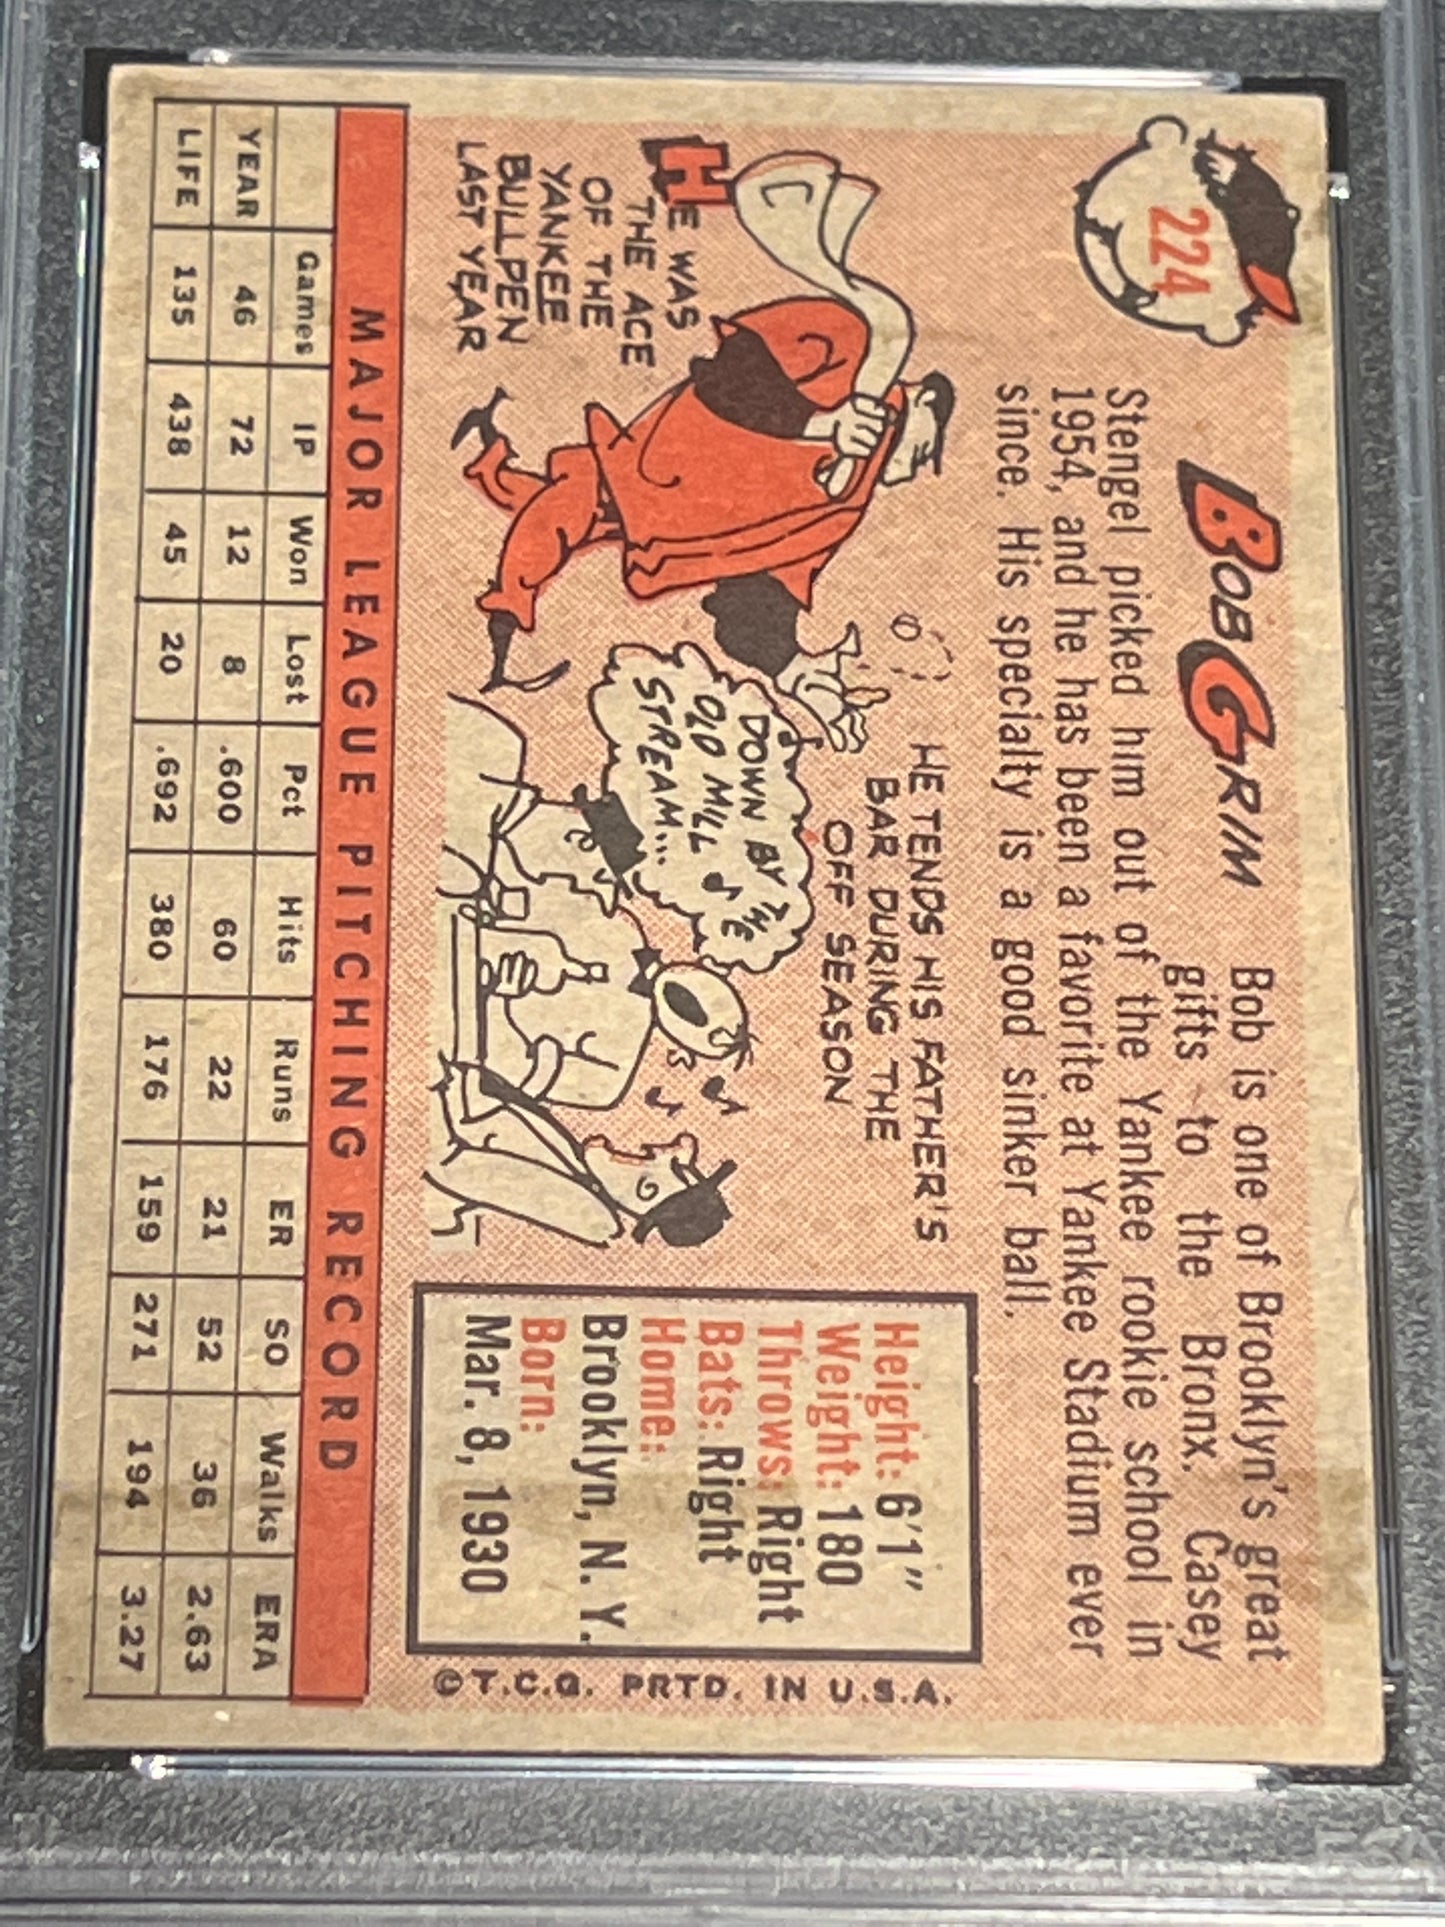 224
BOB GRIM
Bob is one of Brooklyn's great
gifts to the Bronx. Casey
Stengel picked him out of the Yankee rookie school in
1954, and he has been a favorite at Yankee Stadium ever
since. His specialty is a good sinker ball.
HE WAS
THE ACE
OF THE
YANKEE
BULLPEN
LAST YEAR
HE TENDS HIS FATHER'S
BAR DURING THE
OFF SEASON
DOWN BY THE
OLD MILL
STREAM...
Height: 6'1"
Weight: 180
Throws: Right
Bats: Right
Home:
Brooklyn, N. Y.
Born:
Mar. 8, 1930
© T.C.G. PRTD. IN U.S.A.
MAJOR LEAGUE PITCHING RECORD
Games IP Won Lost Pct Hits Runs ER SO Walks ERA
YEAR 46 72 12 8 .600 60 22 21 52 36 2.63
LIFE 135 438 45 20 .692 380 176 159 271 194 3.27